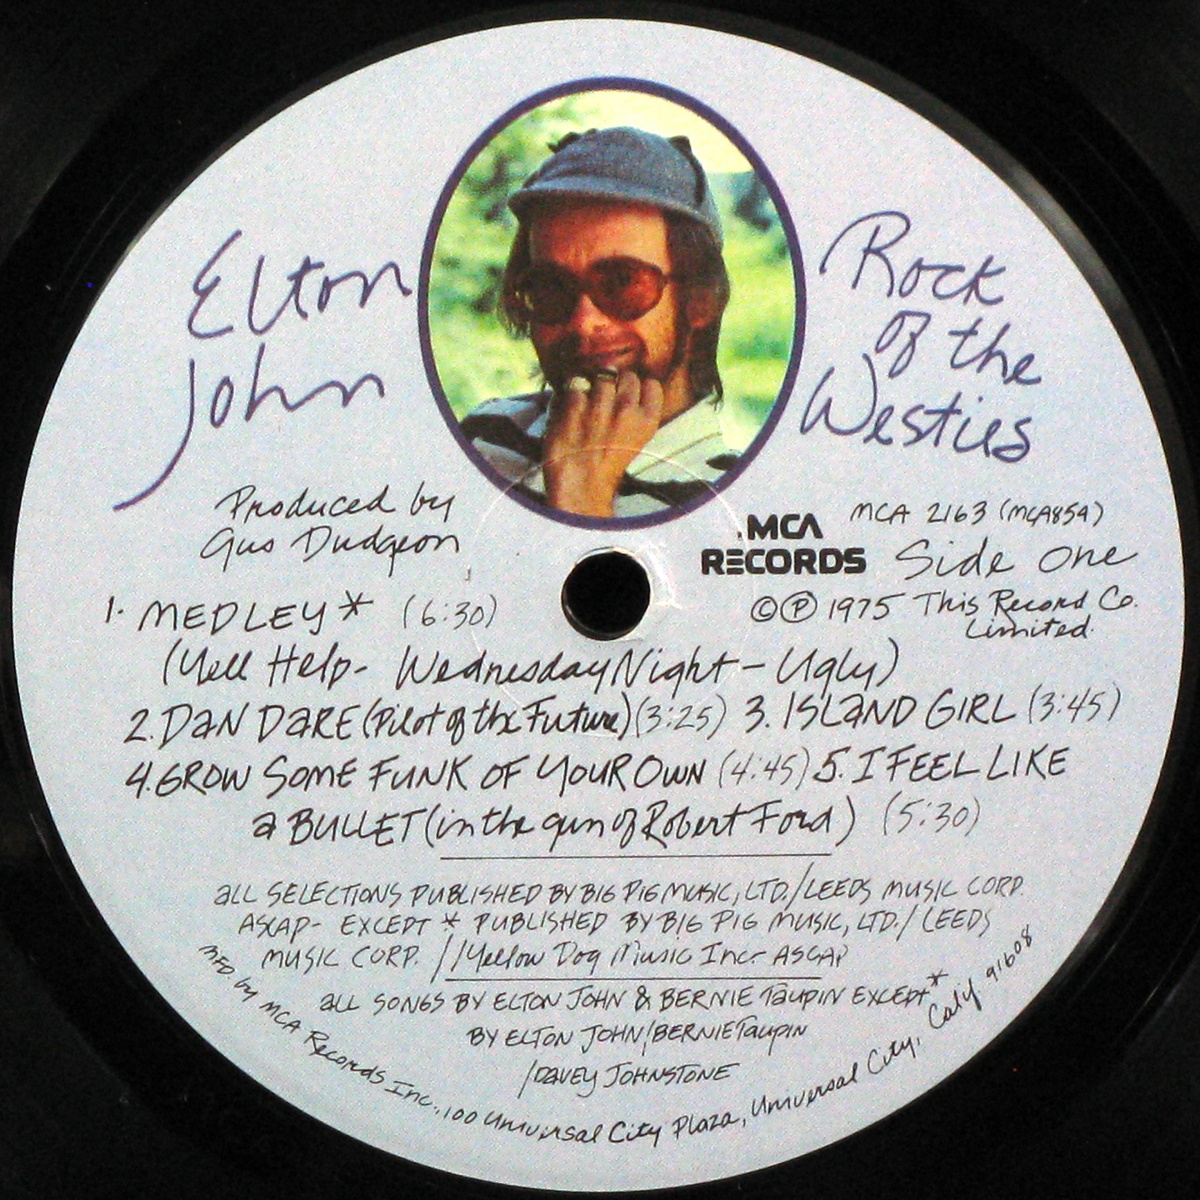 Elton
John
Rock
of the
Westies
Produced by
Gus Dudgeon
MCA
RECORDS
MCA 2163 (MCA854)
Side One
©℗ 1975 This Record Co.
Limited.
1. MEDLEY* (6:30)
(Yell Help- Wednesday Night- Ugly)
2. DAN DARE (Pilot of the Future) (3:25) 3. ISLAND GIRL (3:45)
4. GROW SOME FUNK OF YOUR OWN (4:45) 5. I FEEL LIKE
a BULLET (in the gun of Robert Ford) (5:30)
ALL SELECTIONS PUBLISHED BY BIG PIG MUSIC, LTD./LEEDS MUSIC CORP.
ASCAP- EXCEPT * PUBLISHED BY BIG PIG MUSIC, LTD./LEEDS
MUSIC CORP. //Yellow Dog Music Inc- ASCAP
ALL SONGS BY ELTON JOHN & BERNIE TAUPIN EXCEPT*
BY ELTON JOHN/BERNIE TAUPIN
/DAVEY JOHNSTONE
MFD by MCA Records Inc., 100 Universal City Plaza, Universal City, Calif 91608